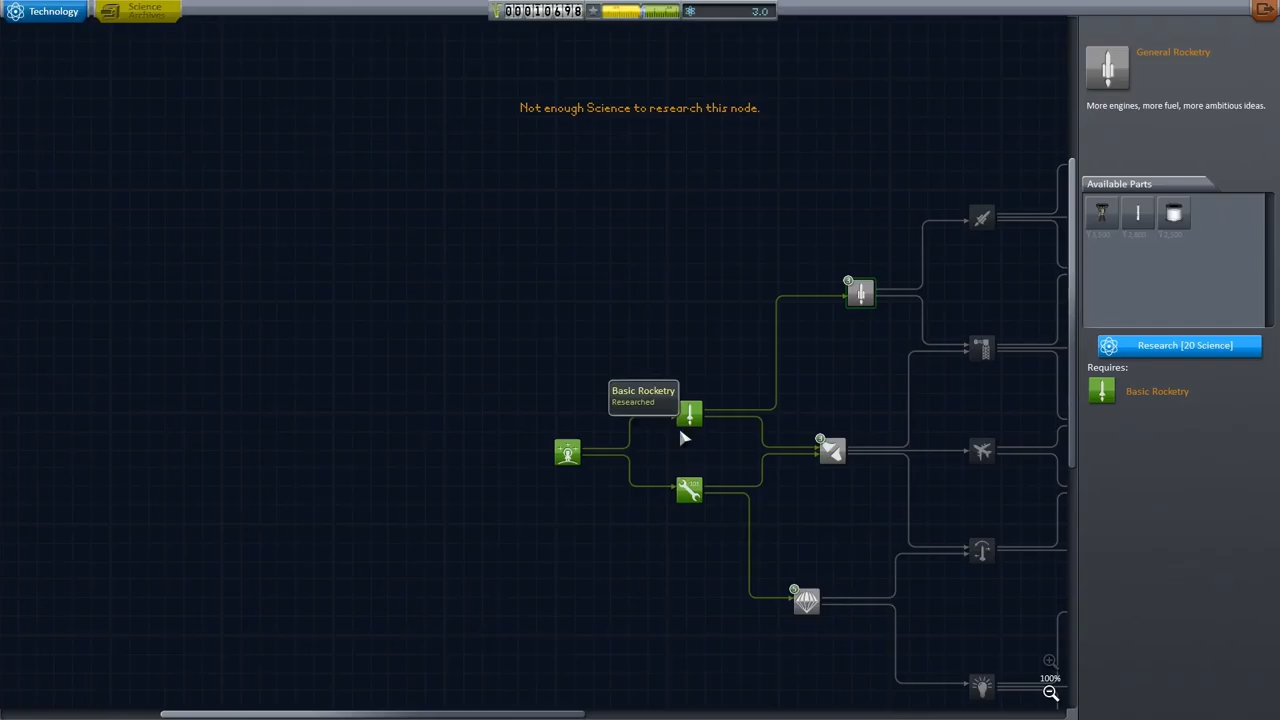 Technology
Science
Archives
00010698
3.0
General Rocketry
Not enough Science to research this node.
More engines, more fuel, more ambitious ideas.
Available Parts
Research [20 Science]
Requires:
Basic Rocketry
Basic Rocketry
Researched
101
100%